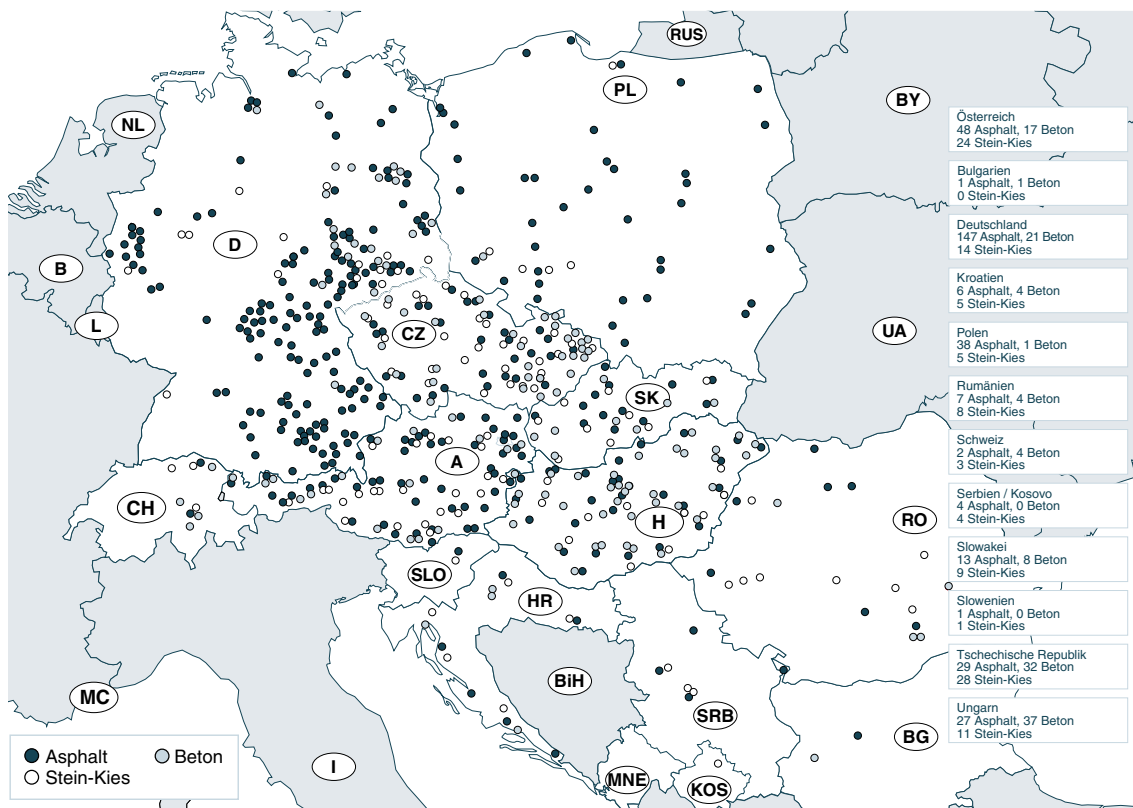 RUS
PL
BY
NL
D
B
L
CZ
UA
SK
A
CH
H
RO
SLO
HR
BiH
MC
SRB
BG
I
MNE
KOS
Österreich
48 Asphalt, 17 Beton
24 Stein-Kies
Bulgarien
1 Asphalt, 1 Beton
0 Stein-Kies
Deutschland
147 Asphalt, 21 Beton
14 Stein-Kies
Kroatien
6 Asphalt, 4 Beton
5 Stein-Kies
Polen
38 Asphalt, 1 Beton
5 Stein-Kies
Rumänien
7 Asphalt, 4 Beton
8 Stein-Kies
Schweiz
2 Asphalt, 4 Beton
3 Stein-Kies
Serbien / Kosovo
4 Asphalt, 0 Beton
4 Stein-Kies
Slowakei
13 Asphalt, 8 Beton
9 Stein-Kies
Slowenien
1 Asphalt, 0 Beton
1 Stein-Kies
Tschechische Republik
29 Asphalt, 32 Beton
28 Stein-Kies
Ungarn
27 Asphalt, 37 Beton
11 Stein-Kies
Asphalt
Beton
Stein-Kies